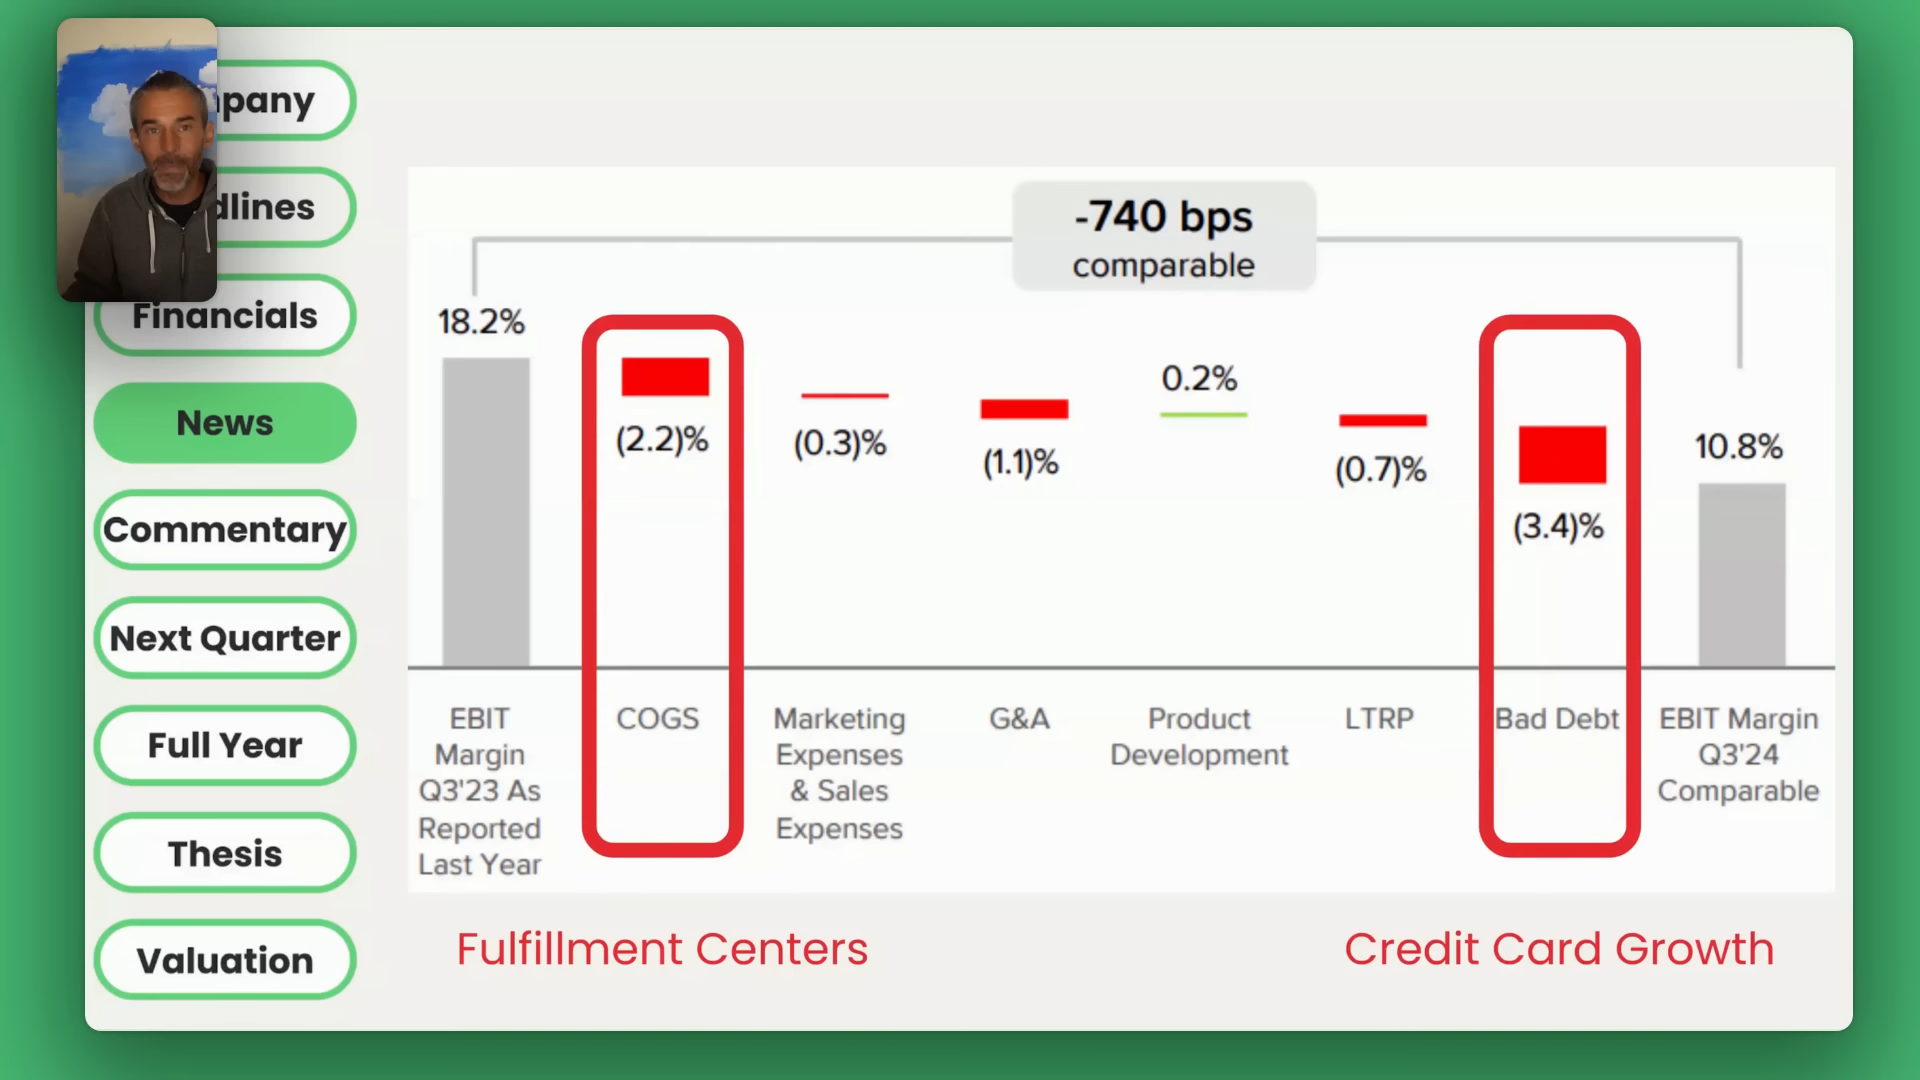 mpany
dlines
Financials
News
Commentary
Next Quarter
Full Year
Thesis
Valuation
-740 bps
comparable
18.2%
(2.2)%
(0.3)%
(1.1)%
0.2%
(0.7)%
(3.4)%
10.8%
EBIT
Margin
Q3'23 As
Reported
Last Year
COGS
Marketing
Expenses
& Sales
Expenses
G&A
Product
Development
LTRP
Bad Debt
EBIT Margin
Q3'24
Comparable
Fulfillment Centers
Credit Card Growth